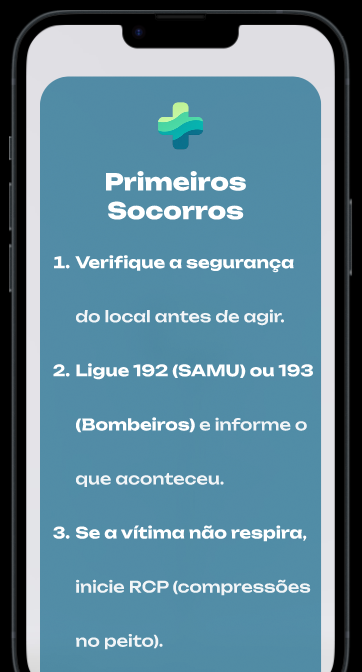 Primeiros
Socorros
1. Verifique a segurança
do local antes de agir.
2. Ligue 192 (SAMU) ou 193
(Bombeiros) e informe o
que aconteceu.
3. Se a vítima não respira,
inicie RCP (compressões
no peito).